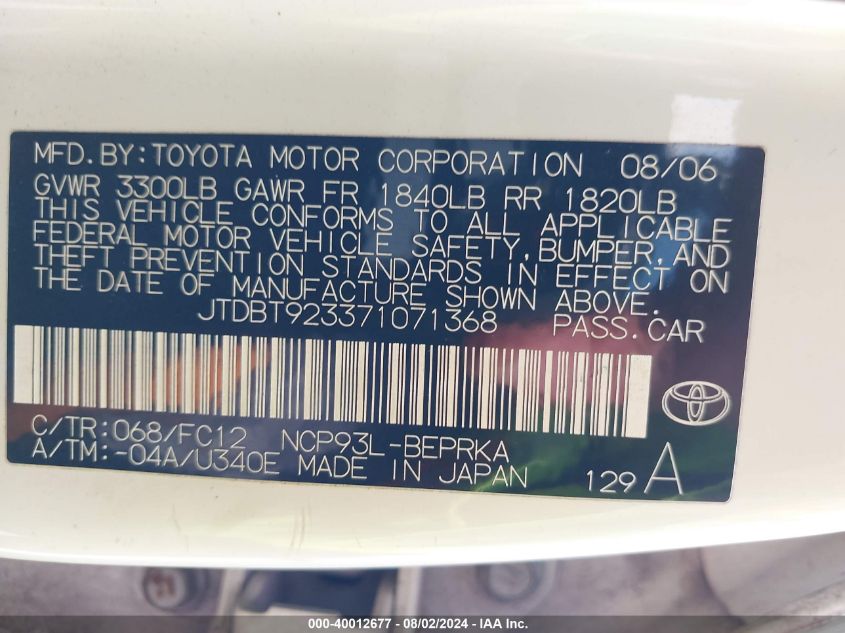 MFD.BY:TOYOTA MOTOR CORPORATION 08/06
GVWR 3300LB GAWR FR 1840LB RR 1820LB
THIS VEHICLE CONFORMS TO ALL APPLICABLE
FEDERAL MOTOR VEHICLE SAFETY,BUMPER,AND
THEFT PREVENTION STANDARDS IN EFFECT ON
THE DATE OF MANUFACTURE SHOWN ABOVE.
JTDBT923371071368 PASS.CAR
C/TR:068/FC12 NCP93L-BEPRKA
A/TM:-04A/U340E MADE IN JAPAN 129 A
000-40012677 - 08/02/2024 - IAA Inc.